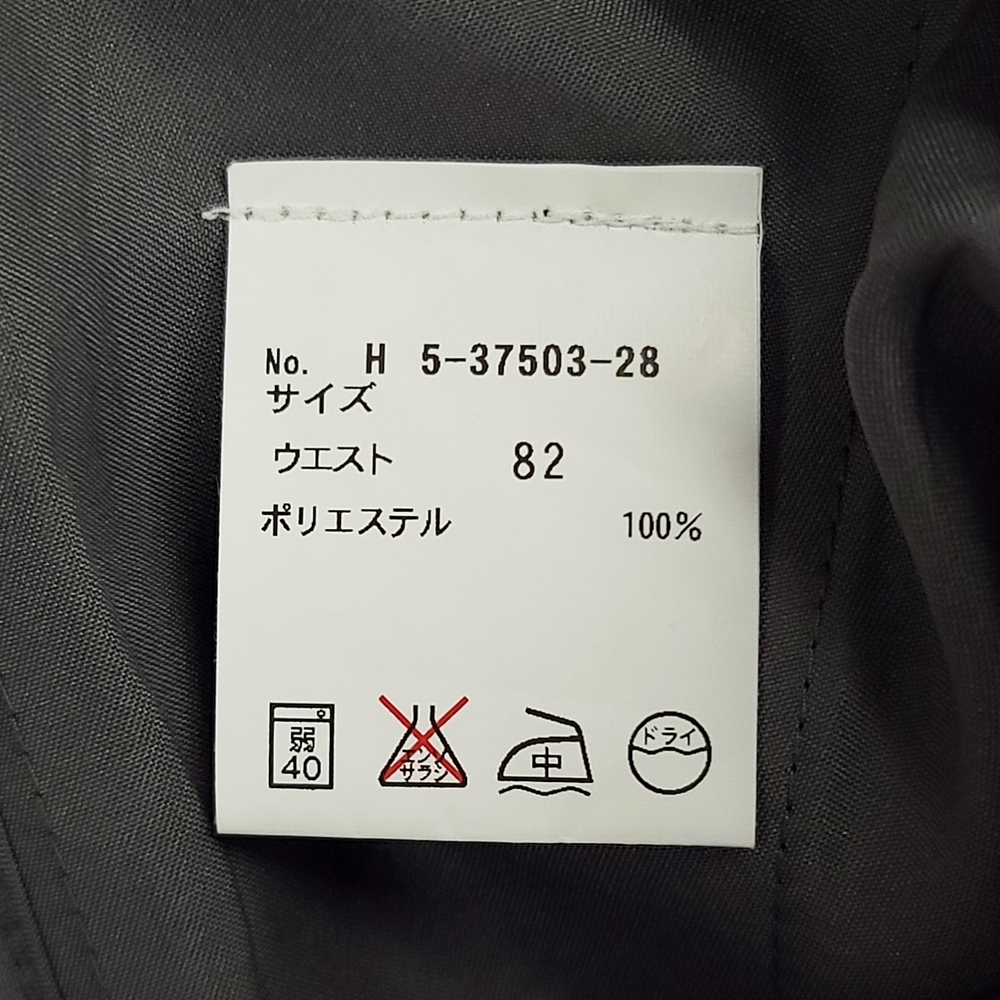 No. H 5-37503-28
サイズ
ウエスト 82
ポリエステル 100%
弱
40
エンソ
サラシ
中
ドライ